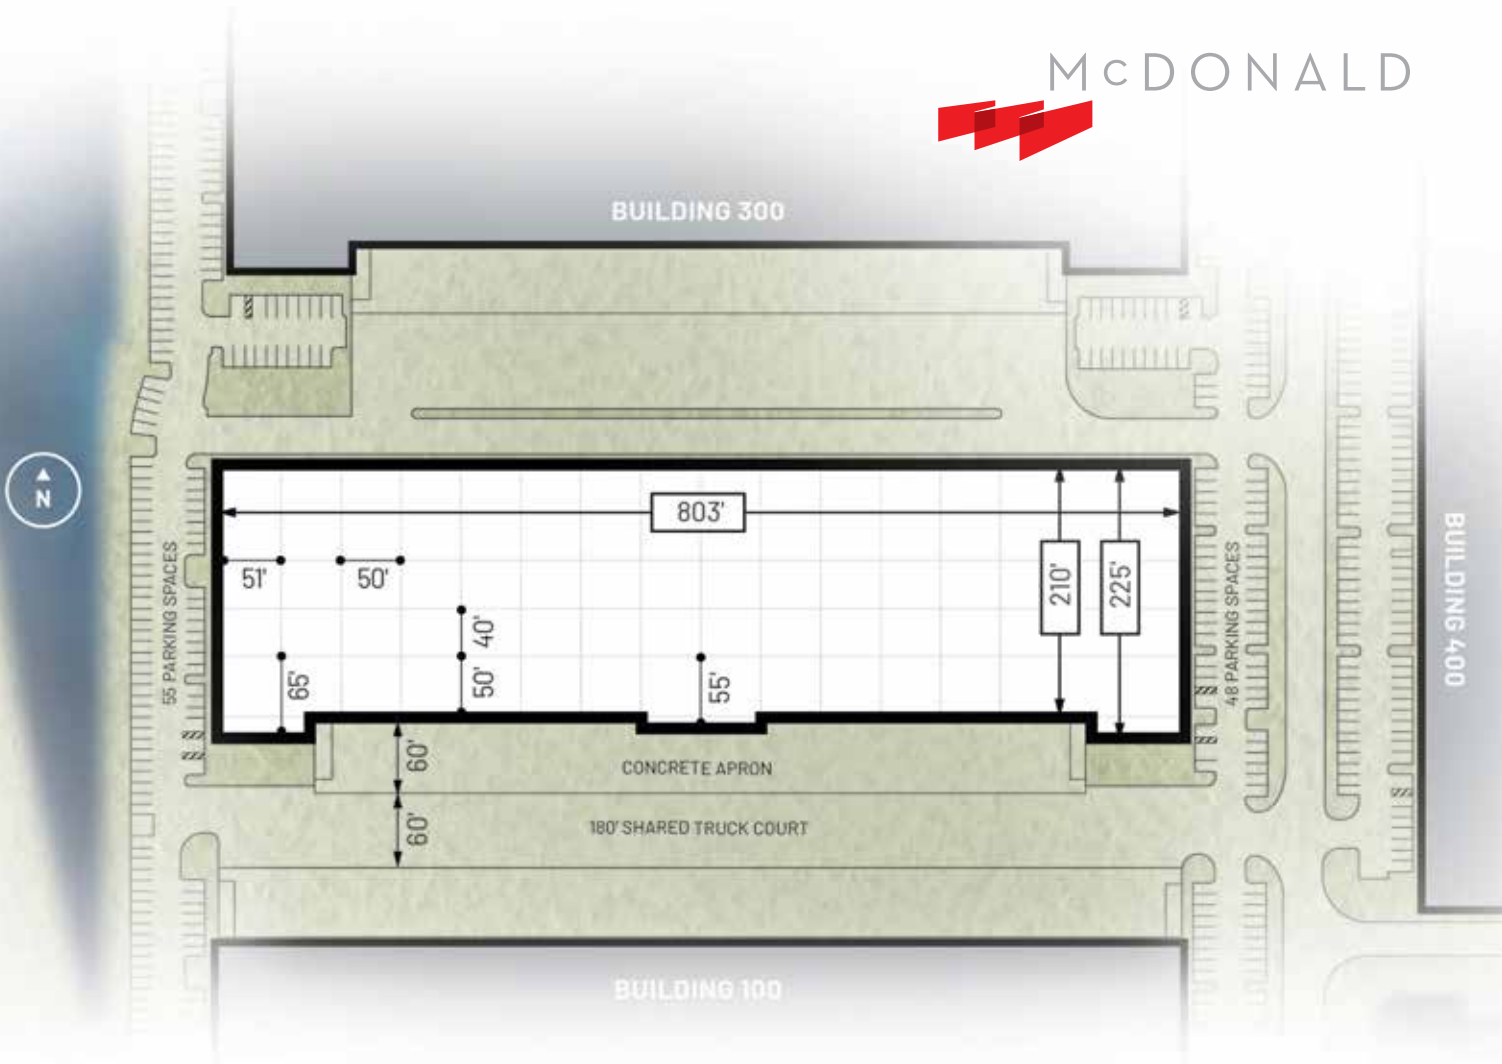 McDONALD
BUILDING 300
N
803'
51'
50'
210'
225'
40'
65'
50'
55'
55 PARKING SPACES
48 PARKING SPACES
BUILDING 400
60'
CONCRETE APRON
60'
180' SHARED TRUCK COURT
BUILDING 100